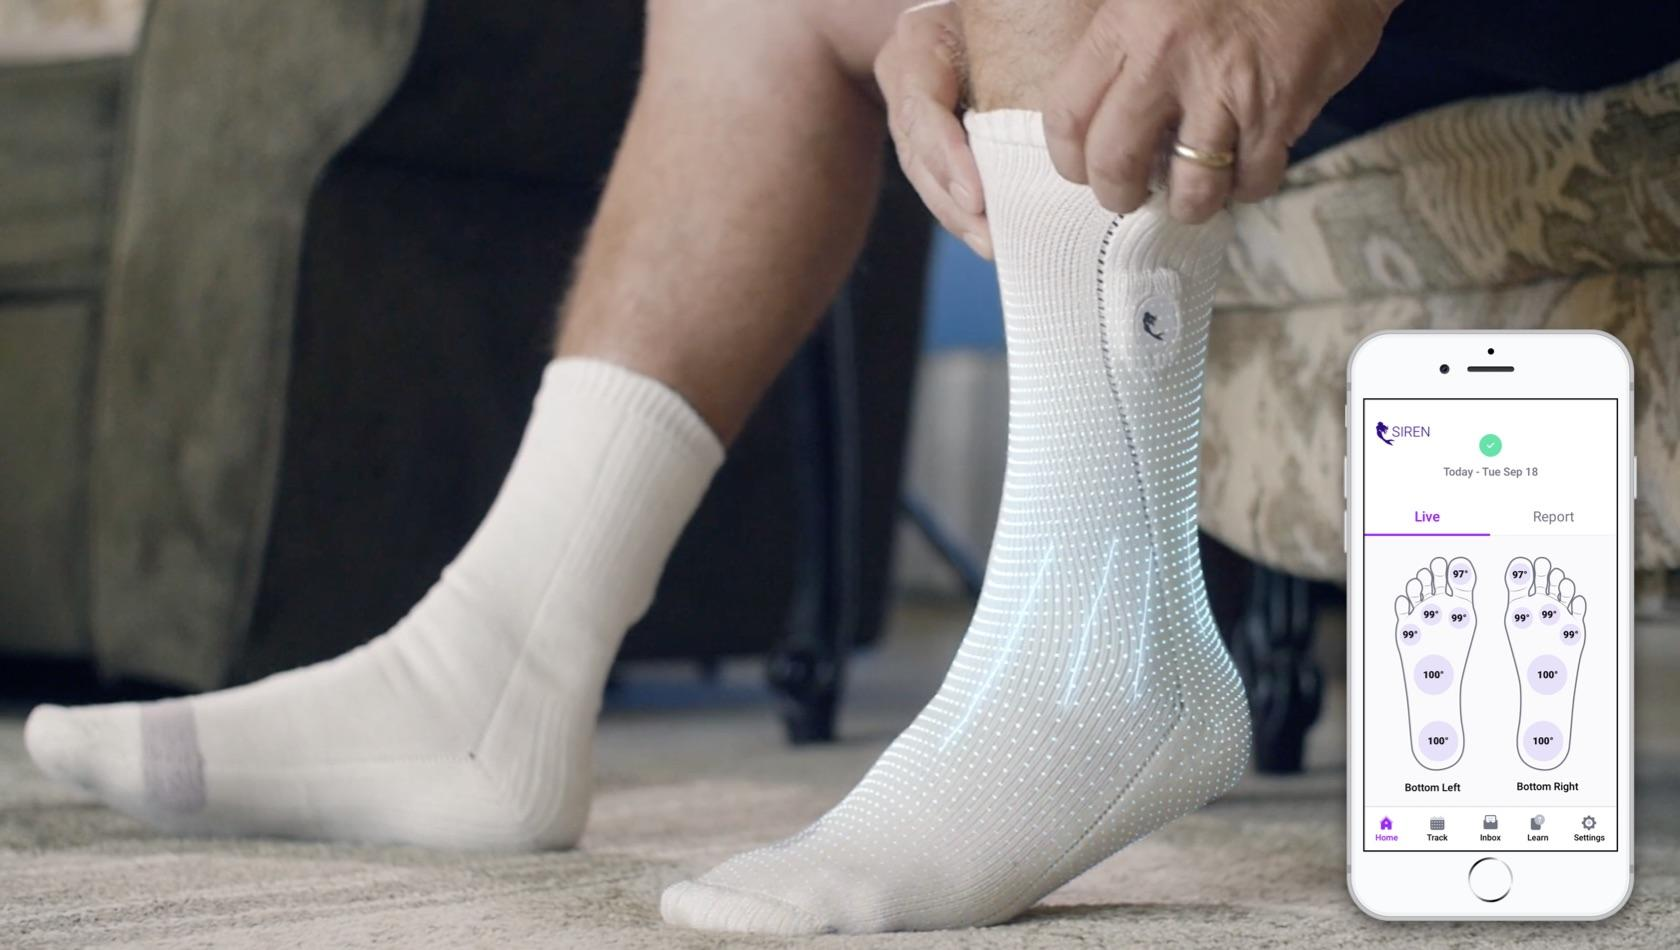 SIREN
Today - Tue Sep 18
Live Report
97° 97°
99° 99° 99° 99°
99° 99°
100° 100°
100° 100°
Bottom Left Bottom Right
Home Track Inbox Learn Settings